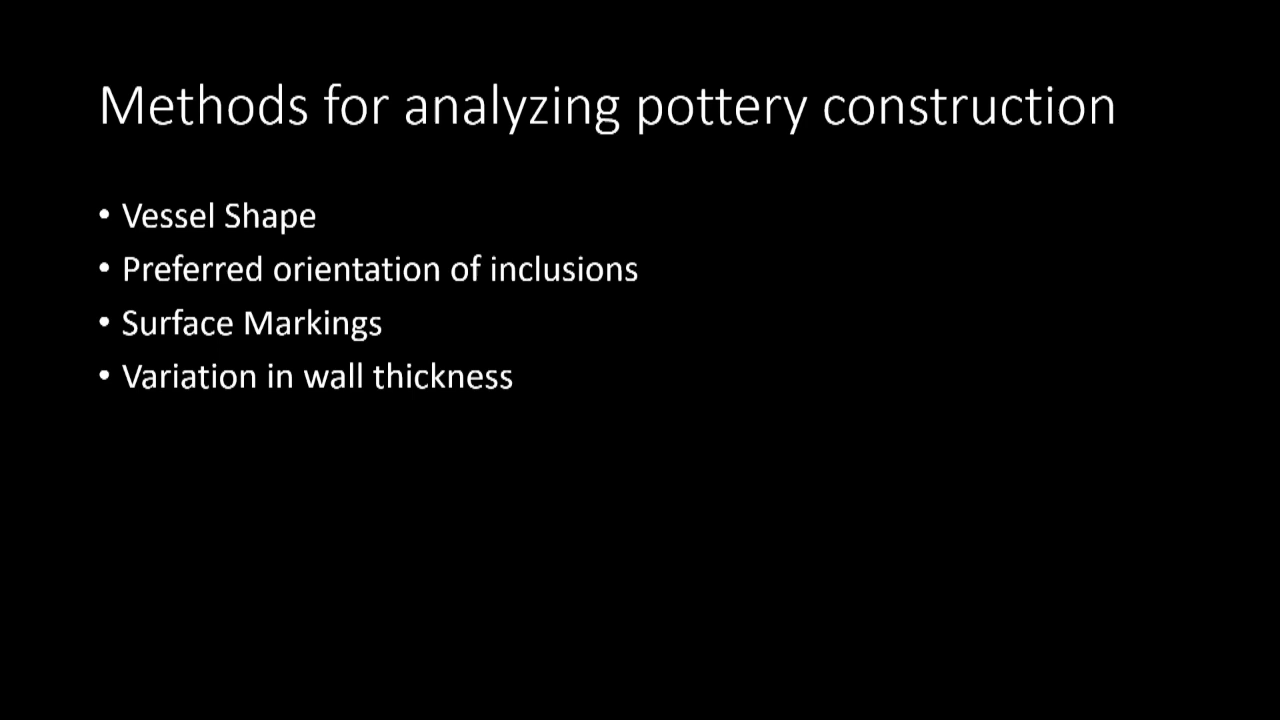 Methods for analyzing pottery construction
• Vessel Shape
• Preferred orientation of inclusions
• Surface Markings
• Variation in wall thickness